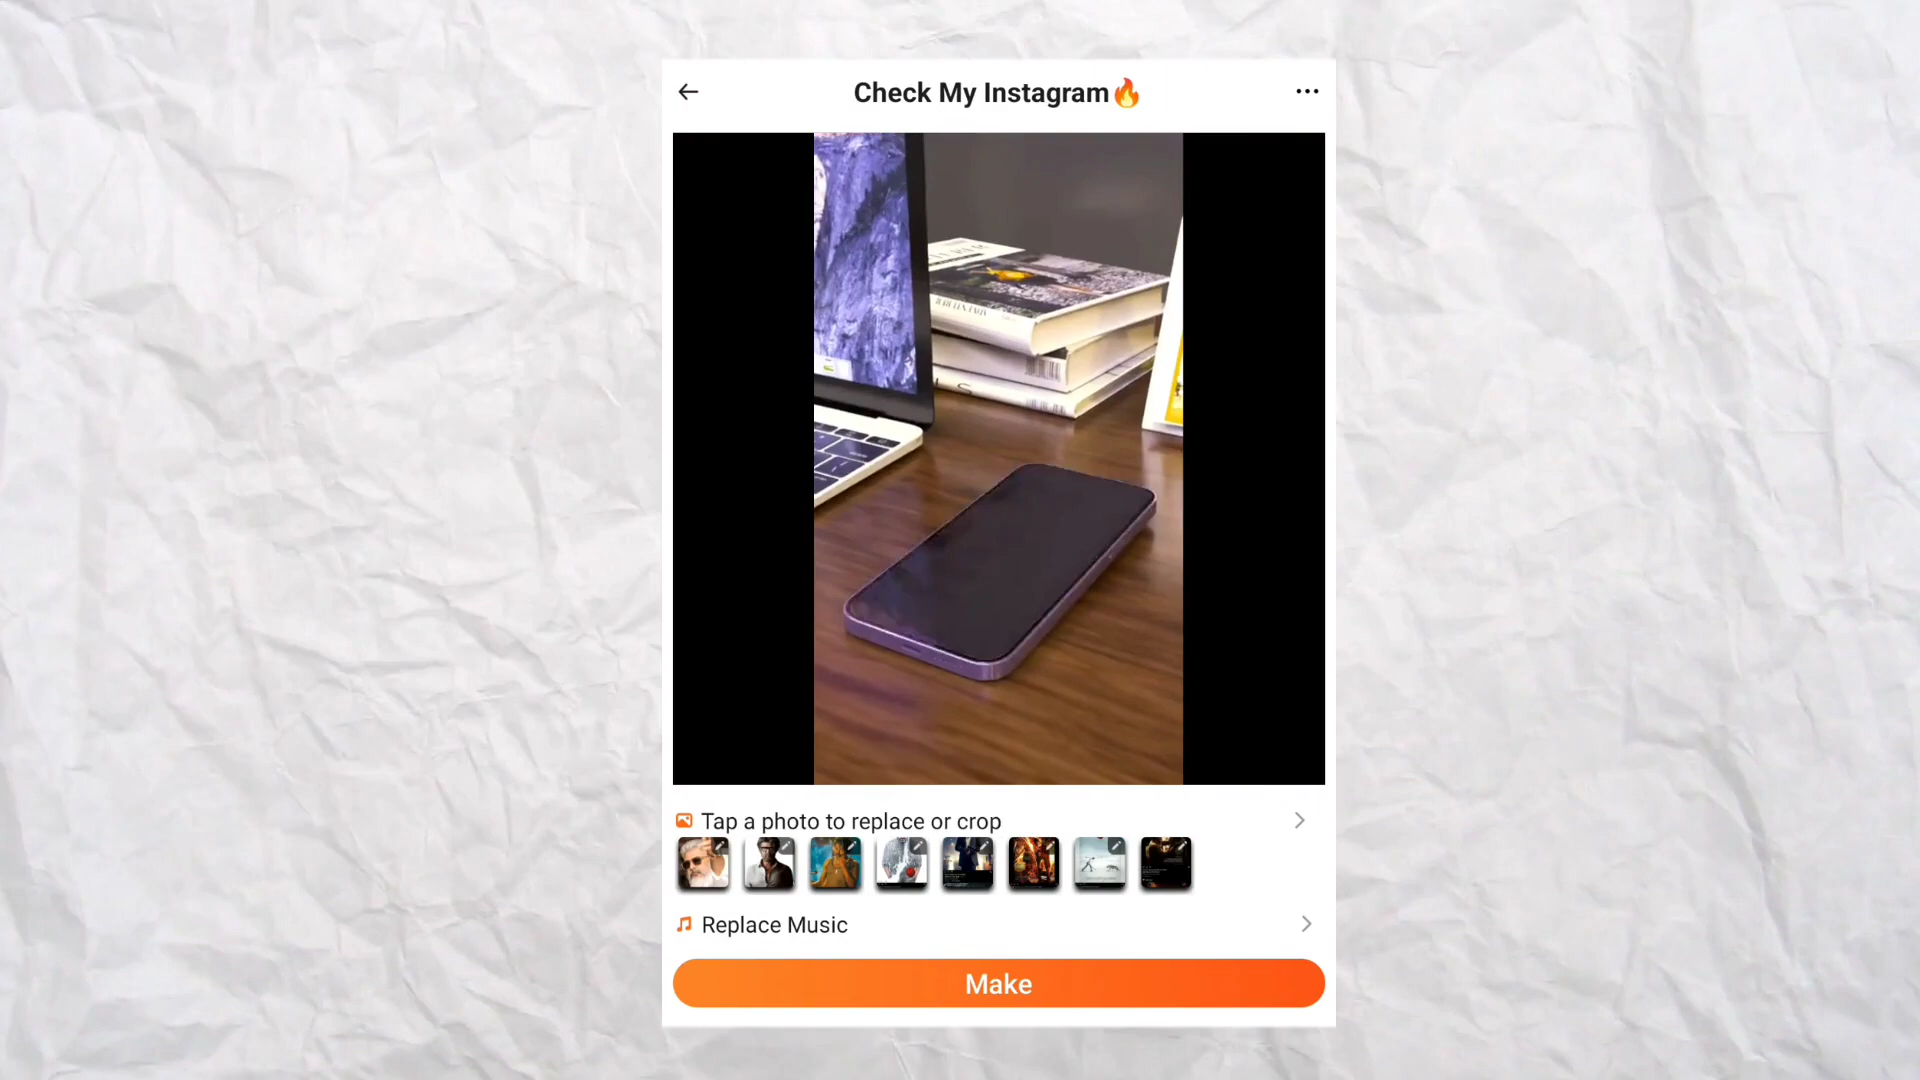 Check My Instagram🔥
Tap a photo to replace or crop
Replace Music
Make